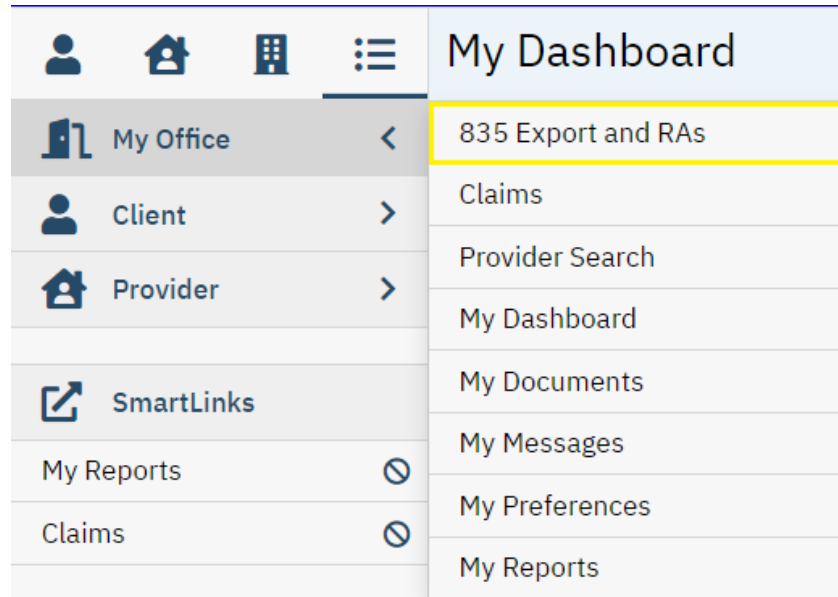 My Dashboard
My Office
Client
Provider
SmartLinks
My Reports
Claims
835 Export and RAs
Claims
Provider Search
My Dashboard
My Documents
My Messages
My Preferences
My Reports